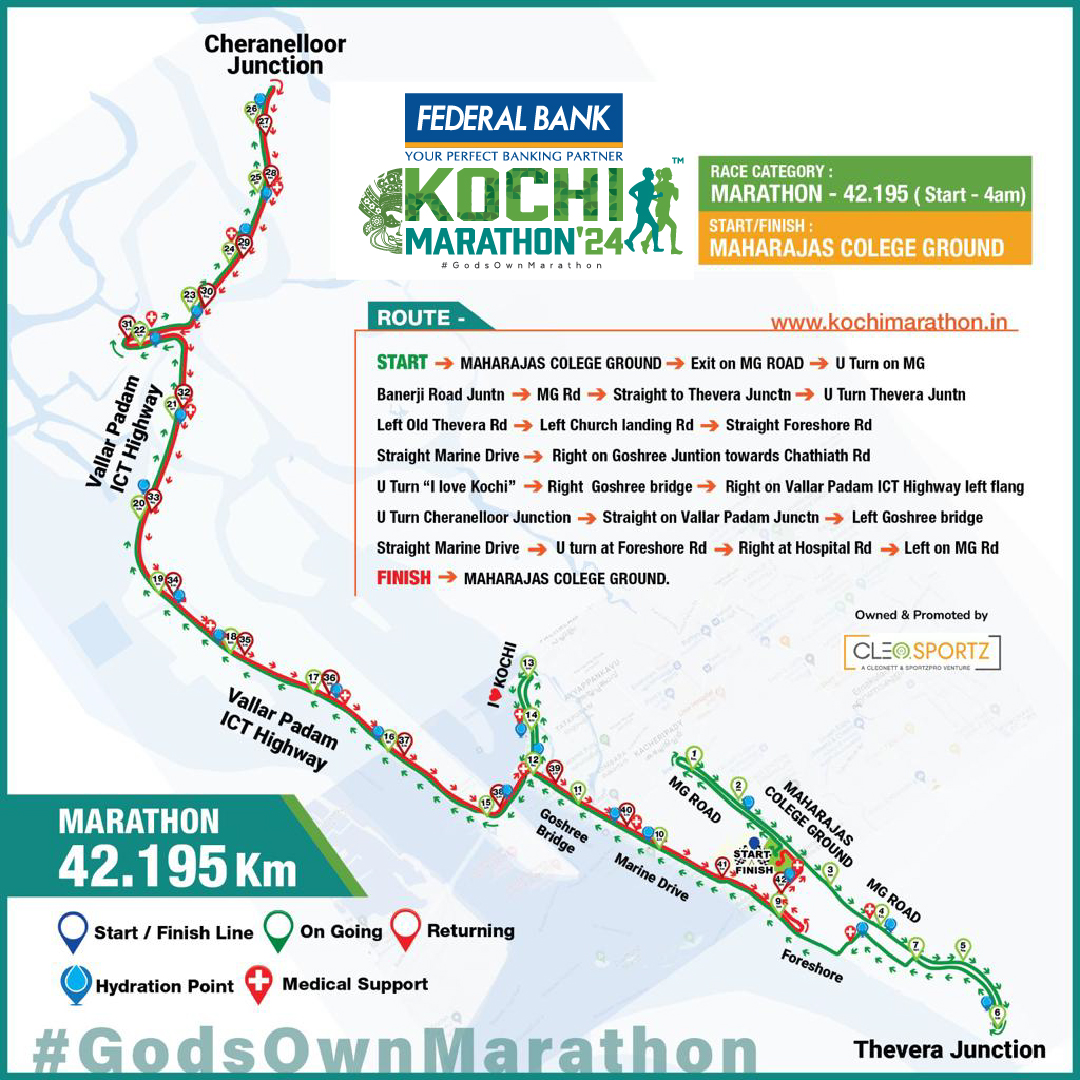 Cheranelloor
Junction
FEDERAL BANK
YOUR PERFECT BANKING PARTNER
KOCHI
TM
MARATHON'24
#GodsOwnMarathon
RACE CATEGORY :
MARATHON - 42.195 ( Start - 4am)
START/FINISH :
MAHARAJAS COLEGE GROUND
26
27
25
28
24
29
23
30
31
22
32
21
20
33
19
34
18
35
17
36
16
37
15
38
Vallar Padam
ICT Highway
ROUTE -
www.kochimarathon.in
START → MAHARAJAS COLEGE GROUND → Exit on MG ROAD → U Turn on MG
Banerji Road Juntn → MG Rd → Straight to Thevera Junctn → U Turn Thevera Juntn
Left Old Thevera Rd → Left Church landing Rd → Straight Foreshore Rd
Straight Marine Drive → Right on Goshree Juntion towards Chathiath Rd
U Turn “I love Kochi” → Right Goshree bridge → Right on Vallar Padam ICT Highway left flang
U Turn Cheranelloor Junction → Straight on Vallar Padam Junctn → Left Goshree bridge
Straight Marine Drive → U turn at Foreshore Rd → Right at Hospital Rd → Left on MG Rd
FINISH → MAHARAJAS COLEGE GROUND.
Owned & Promoted by
CLEOSPORTZ
A CLEONETT & SPORTZPRO VENTURE
I ❤ KOCHI
13
14
12
39
11
40
10
41
42
9
1
2
3
4
7
5
6
AYYAPPANKAVU
KACHERIPADY
Vallar Padam
ICT Highway
Goshree
Bridge
Marine Drive
MG ROAD
MAHARAJAS
COLEGE GROUND
START
FINISH
MG ROAD
Foreshore
Thevera Junction
MARATHON
42.195 Km
Start / Finish Line
On Going
Returning
Hydration Point
Medical Support
#GodsOwnMarathon